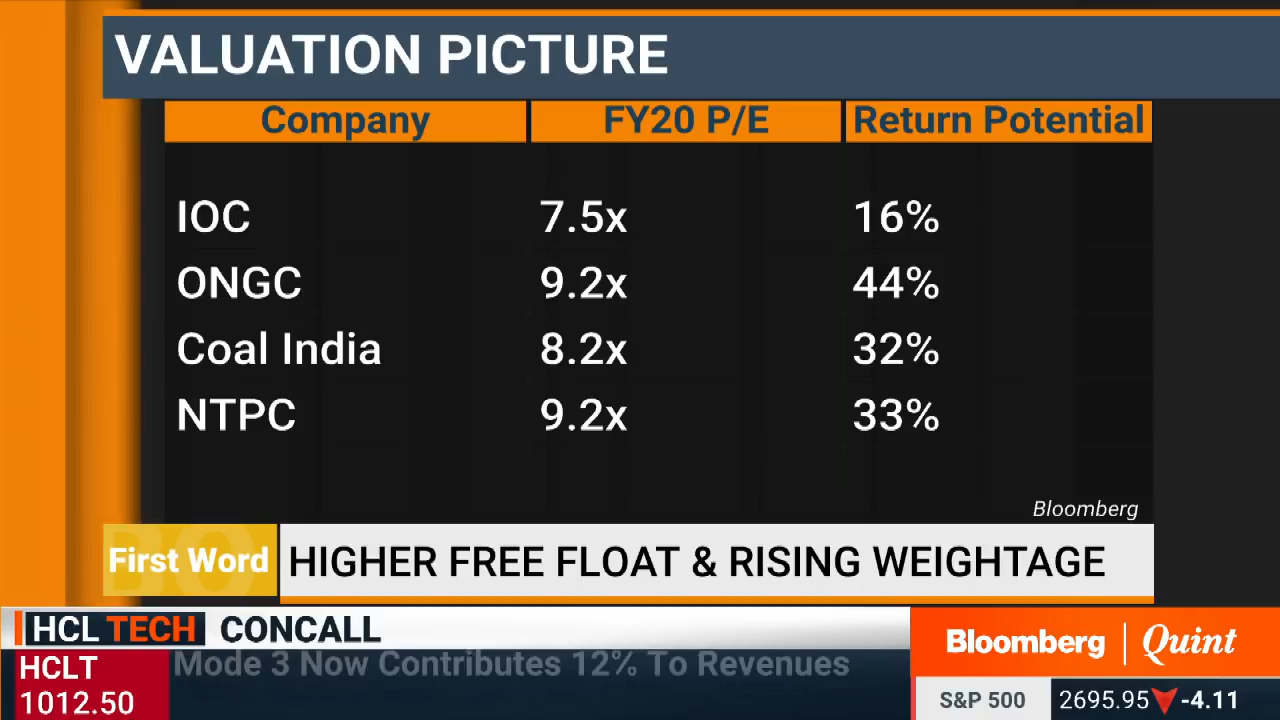 VALUATION PICTURE
Company FY20 P/E Return Potential
IOC 7.5x 16%
ONGC 9.2x 44%
Coal India 8.2x 32%
NTPC 9.2x 33%
Bloomberg
First Word HIGHER FREE FLOAT & RISING WEIGHTAGE
HCL TECH CONCALL
Bloomberg | Quint
HCLT Mode 3 Now Contributes 12% To Revenues
1012.50
S&P 500 2695.95 -4.11